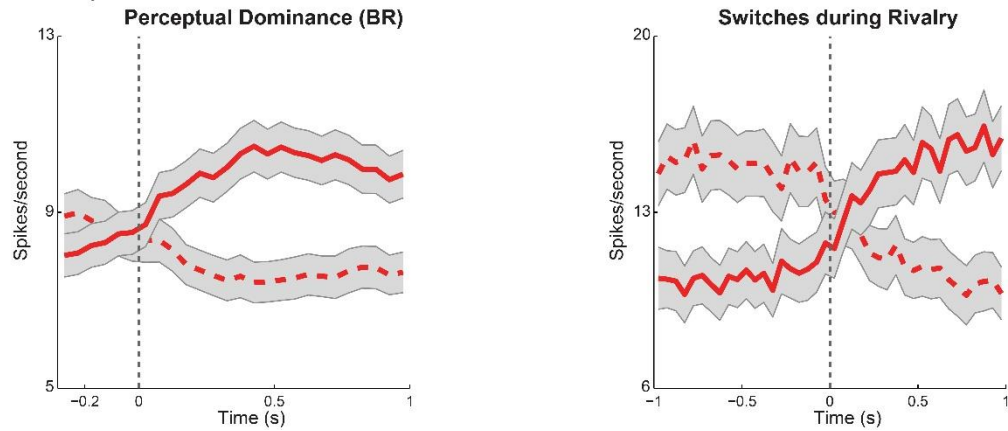 Perceptual Dominance (BR)
13
9
5
Spikes/second
−0.2
0
0.5
1
Time (s)
Switches during Rivalry
20
13
6
Spikes/second
−1
−0.5
0
0.5
1
Time (s)